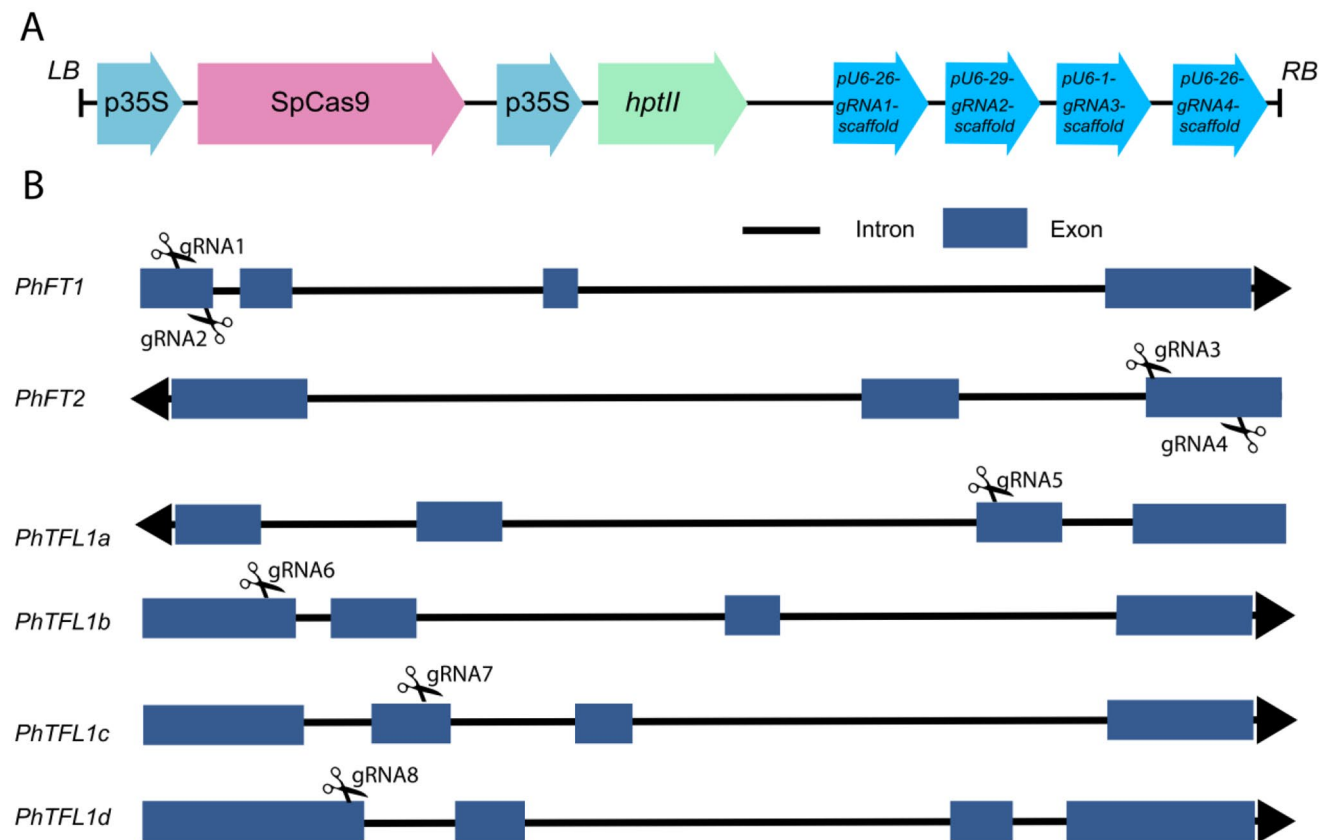 A
LB p35S SpCas9 p35S hptII pU6-26- pU6-29- pU6-1- pU6-26- RB
gRNA1- gRNA2- gRNA3- gRNA4-
scaffold scaffold scaffold scaffold
B
Intron Exon
gRNA1
PhFT1
gRNA2
gRNA3
PhFT2
gRNA4
gRNA5
PhTFL1a
gRNA6
PhTFL1b
gRNA7
PhTFL1c
gRNA8
PhTFL1d